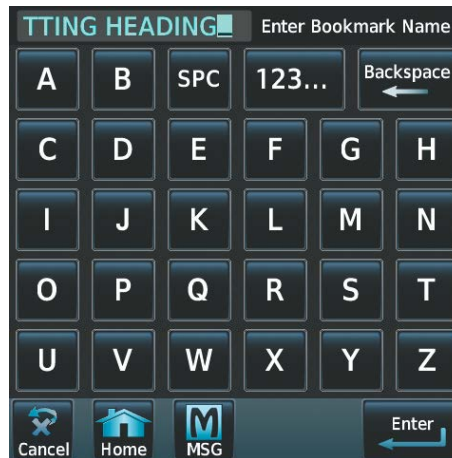 TTING HEADING Enter Bookmark Name
A B SPC 123... Backspace
C D E F G H
I J K L M N
O P Q R S T
U V W X Y Z
Cancel Home MSG Enter